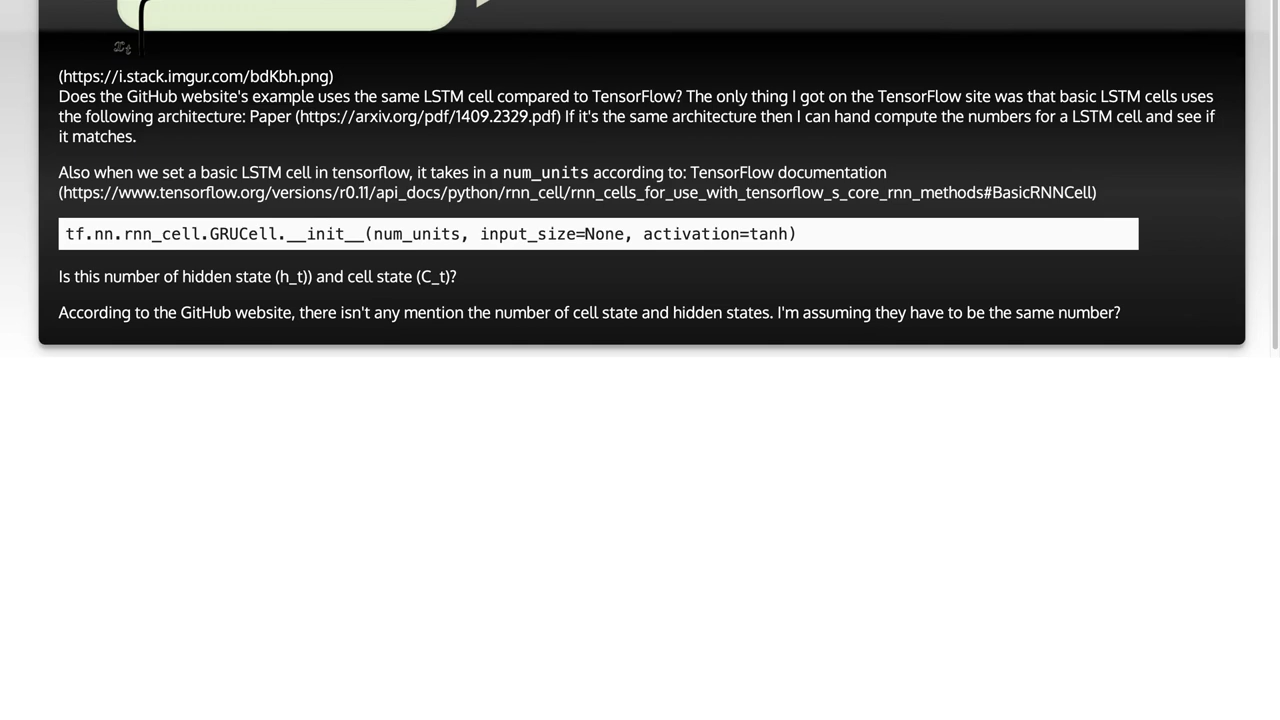 (https://i.stack.imgur.com/bdKbh.png)
Does the GitHub website's example uses the same LSTM cell compared to TensorFlow? The only thing I got on the TensorFlow site was that basic LSTM cells uses
the following architecture: Paper (https://arxiv.org/pdf/1409.2329.pdf) If it's the same architecture then I can hand compute the numbers for a LSTM cell and see if
it matches.
Also when we set a basic LSTM cell in tensorflow, it takes in a num_units according to: TensorFlow documentation
(https://www.tensorflow.org/versions/r0.11/api_docs/python/rnn_cell/rnn_cells_for_use_with_tensorflow_s_core_rnn_methods#BasicRNNCell)
tf.nn.rnn_cell.GRUCell.__init__(num_units, input_size=None, activation=tanh)
Is this number of hidden state (h_t)) and cell state (C_t)?
According to the GitHub website, there isn't any mention the number of cell state and hidden states. I'm assuming they have to be the same number?